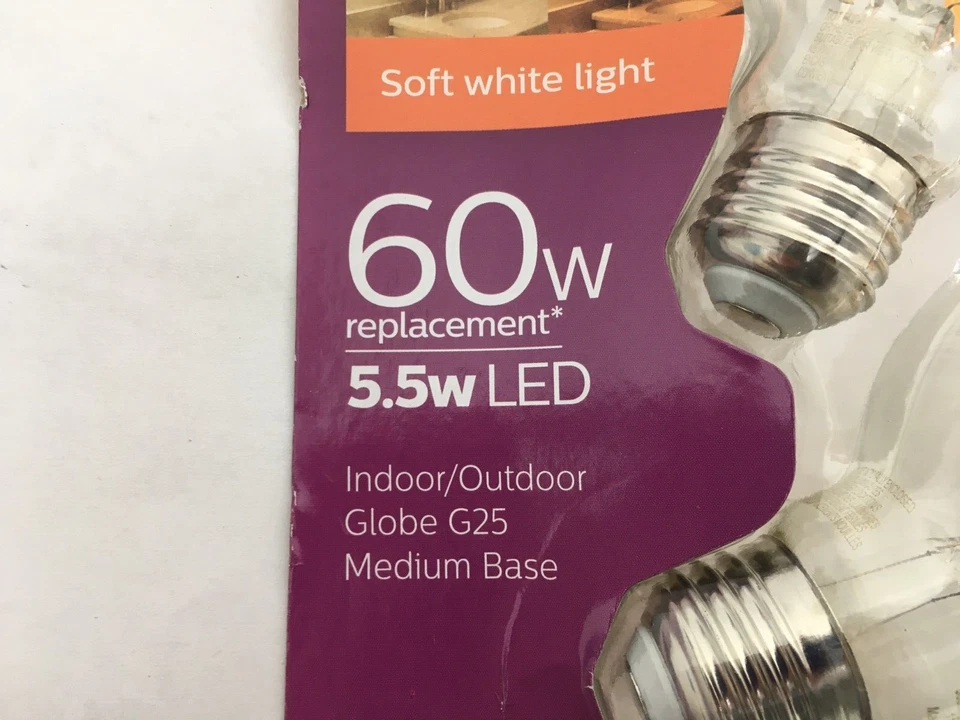 Soft white light
60w
replacement*
5.5w LED
Indoor/Outdoor
Globe G25
Medium Base